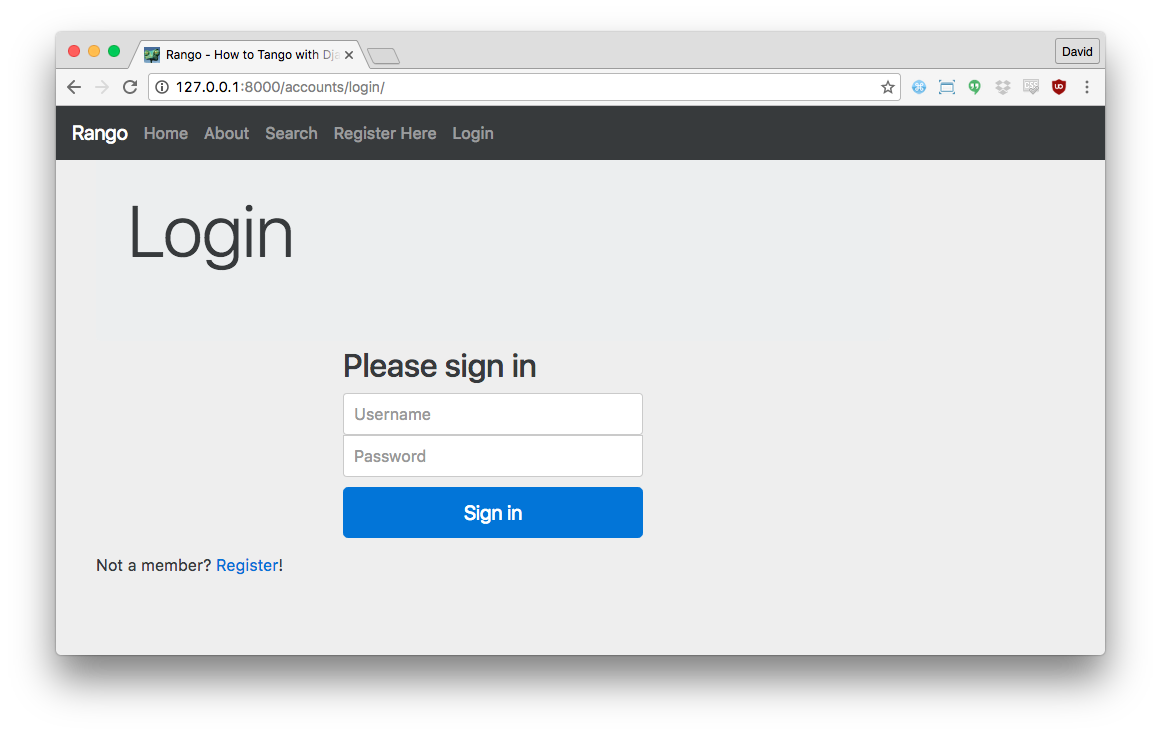 Rango - How to Tango with Dja
David
127.0.0.1:8000/accounts/login/
CSS
Rango Home About Search Register Here Login
Login
Please sign in
Username
Password
Sign in
Not a member? Register!